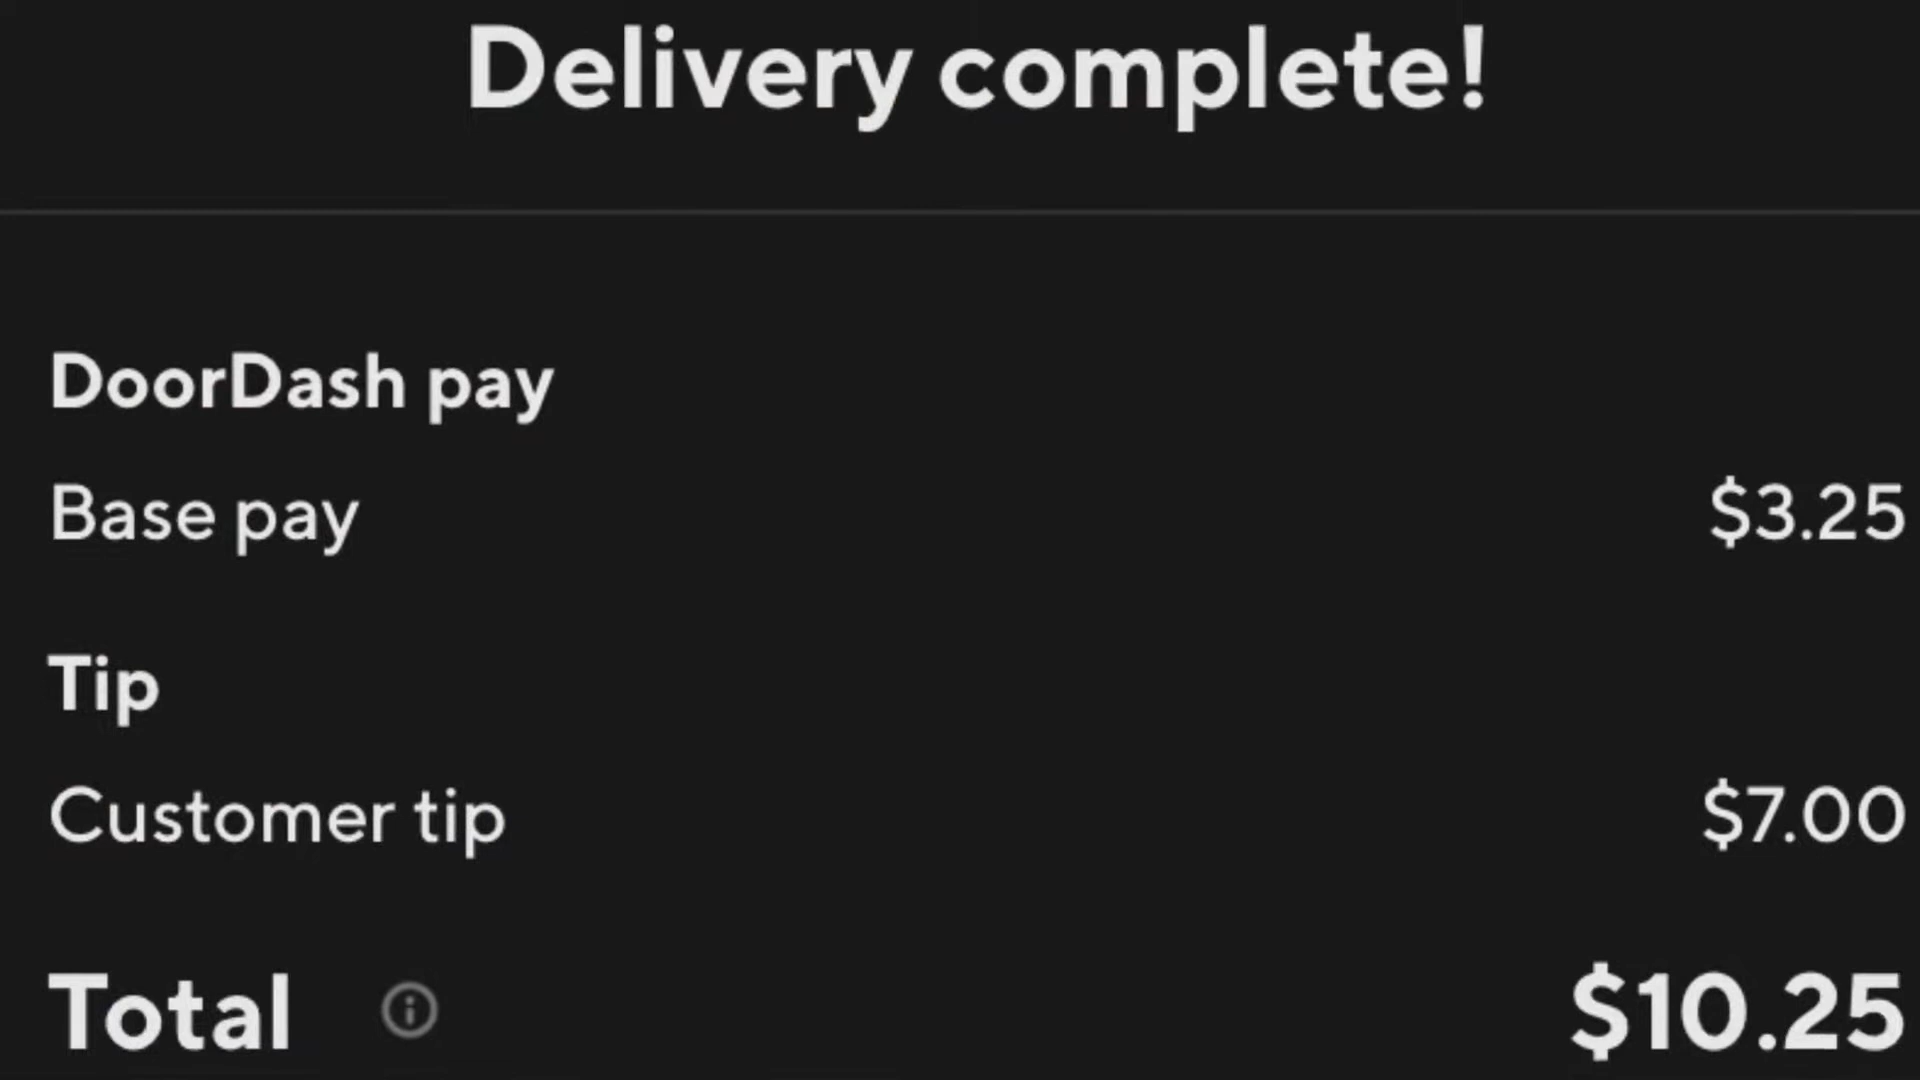 Delivery complete!
DoorDash pay
Base pay $3.25
Tip
Customer tip $7.00
Total $10.25